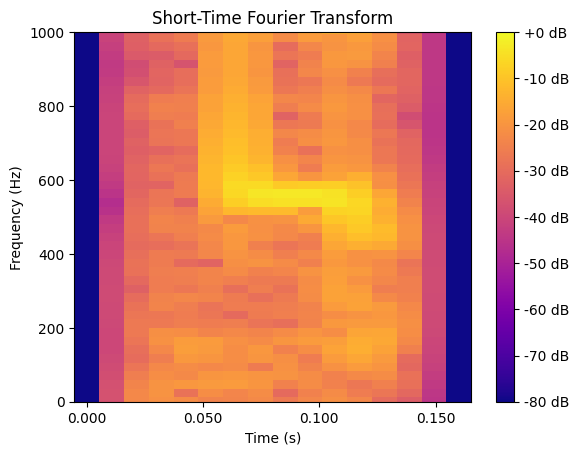 Short-Time Fourier Transform
1000
800
600
400
200
0
Frequency (Hz)
0.000
0.050
0.100
0.150
Time (s)
+0 dB
-10 dB
-20 dB
-30 dB
-40 dB
-50 dB
-60 dB
-70 dB
-80 dB